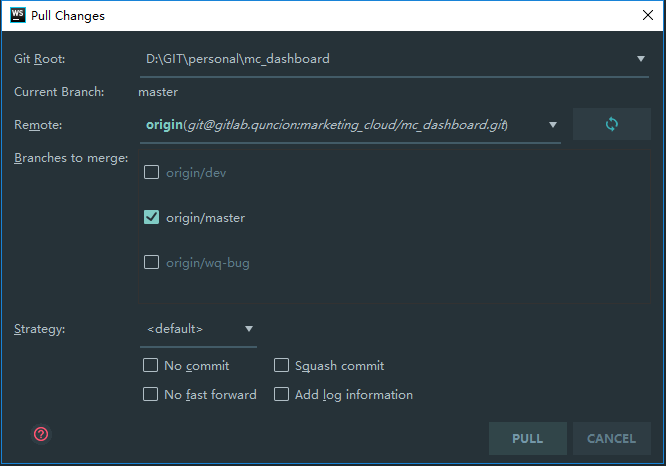 WS Pull Changes
Git Root: D:\GIT\personal\mc_dashboard
Current Branch: master
Remote: origin(git@gitlab.quncion:marketing_cloud/mc_dashboard.git)
Branches to merge:
origin/dev
origin/master
origin/wq-bug
Strategy: <default>
No commit Squash commit
No fast forward Add log information
? PULL CANCEL